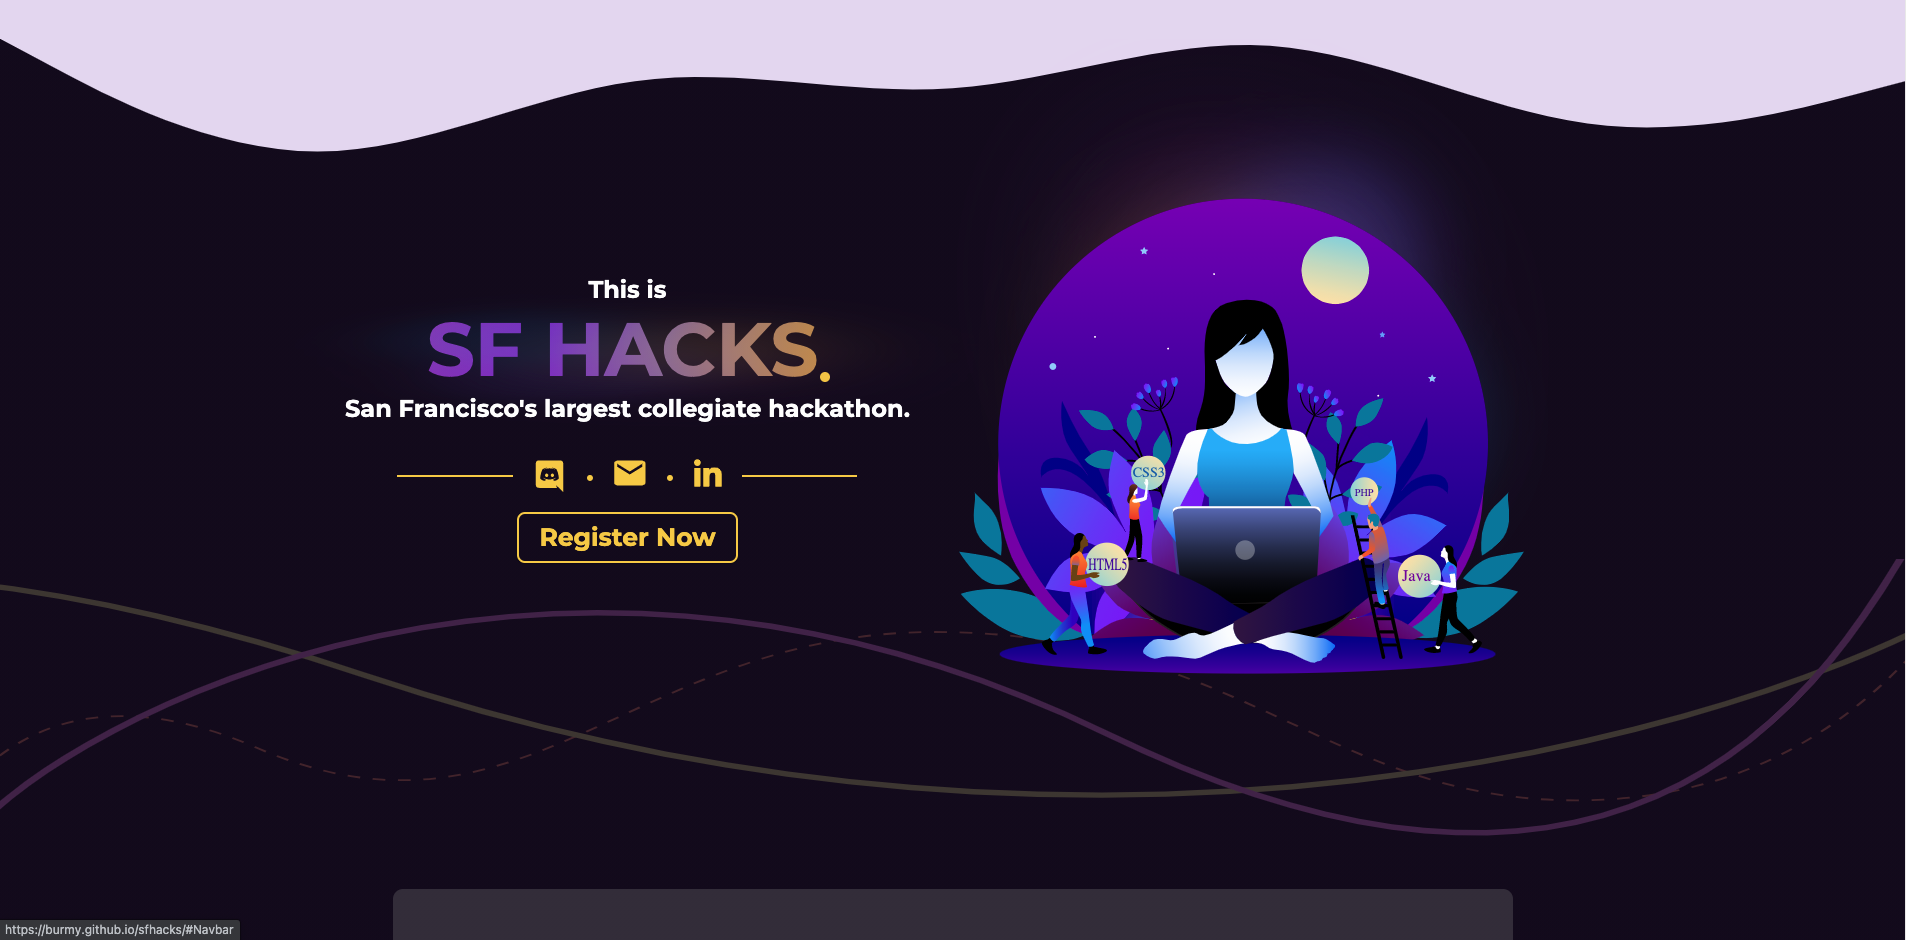 This is
SF HACKS.
San Francisco's largest collegiate hackathon.
in
Register Now
CSS3
PHP
HTML5
Java
https://burmy.github.io/sfhacks/#Navbar